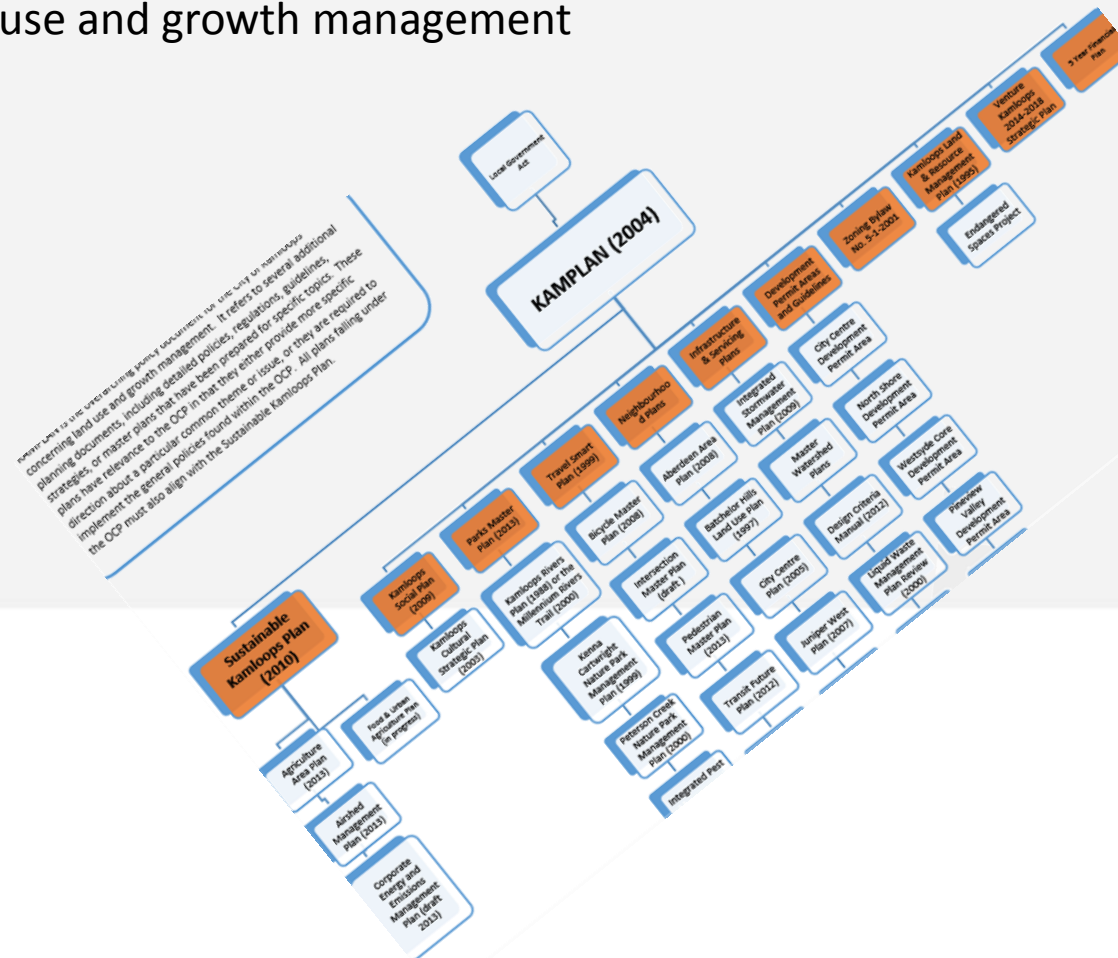 use and growth management
concerning land use and growth management. It refers to several additional
planning documents, including detailed policies, regulations, guidelines,
strategies, or master plans that have been prepared for specific topics. These
plans have relevance to the OCP in that they either provide more specific
direction about a particular common theme or issue, or they are required to
implement the general policies found within the OCP. All plans falling under
the OCP must also align with the Sustainable Kamloops Plan.
Local Government
Act
KAMPLAN (2004)
Sustainable
Kamloops Plan
(2010)
Agriculture
Area Plan
(2013)
Airshed
Management
Plan (2013)
Corporate
Energy and
Emissions
Management
Plan (draft
2013)
Food & Urban
Agriculture Plan
(in progress)
Kamloops
Social Plan
(2009)
Kamloops
Cultural
Strategic Plan
(2003)
Parks Master
Plan (2013)
Kamloops Rivers
Plan (1988) or the
Millennium Rivers
Trail (2000)
Kenna
Cartwright
Nature Park
Management
Plan (1999)
Peterson Creek
Nature Park
Management
Plan (2000)
Integrated Pest
Travel Smart
Plan (1999)
Bicycle Master
Plan (2008)
Intersection
Master Plan
(draft )
Pedestrian
Master Plan
(2013)
Transit Future
Plan (2012)
Neighbourhoo
d Plans
Aberdeen Area
Plan (2008)
Batchelor Hills
Land Use Plan
(1997)
City Centre
Plan (2005)
Juniper West
Plan (2007)
Infrastructure
& Servicing
Plans
Integrated
Stormwater
Management
Plan (2009)
Master
Watershed
Plans
Design Criteria
Manual (2012)
Liquid Waste
Management
Plan Review
(2000)
Development
Permit Areas
and Guidelines
City Centre
Development
Permit Area
North Shore
Development
Permit Area
Westsyde Core
Development
Permit Area
Pineview
Valley
Development
Permit Area
Zoning Bylaw
No. 5-1-2001
Kamloops Land
& Resource
Management
Plan (1995)
Endangered
Spaces Project
Venture
Kamloops
2014-2018
Strategic Plan
5 Year Financial
Plan